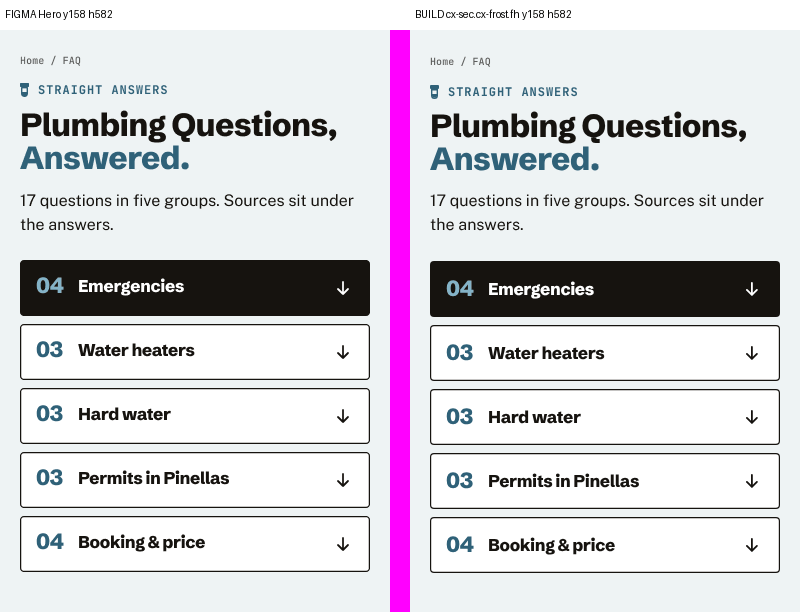 FIGMA Hero y158 h582
Home / FAQ
STRAIGHT ANSWERS
Plumbing Questions,
Answered.
17 questions in five groups. Sources sit under
the answers.
04 Emergencies ↓
03 Water heaters ↓
03 Hard water ↓
03 Permits in Pinellas ↓
04 Booking & price ↓
BUILD cx-sec.cx-frost fh y158 h582
Home / FAQ
STRAIGHT ANSWERS
Plumbing Questions,
Answered.
17 questions in five groups. Sources sit under
the answers.
04 Emergencies ↓
03 Water heaters ↓
03 Hard water ↓
03 Permits in Pinellas ↓
04 Booking & price ↓